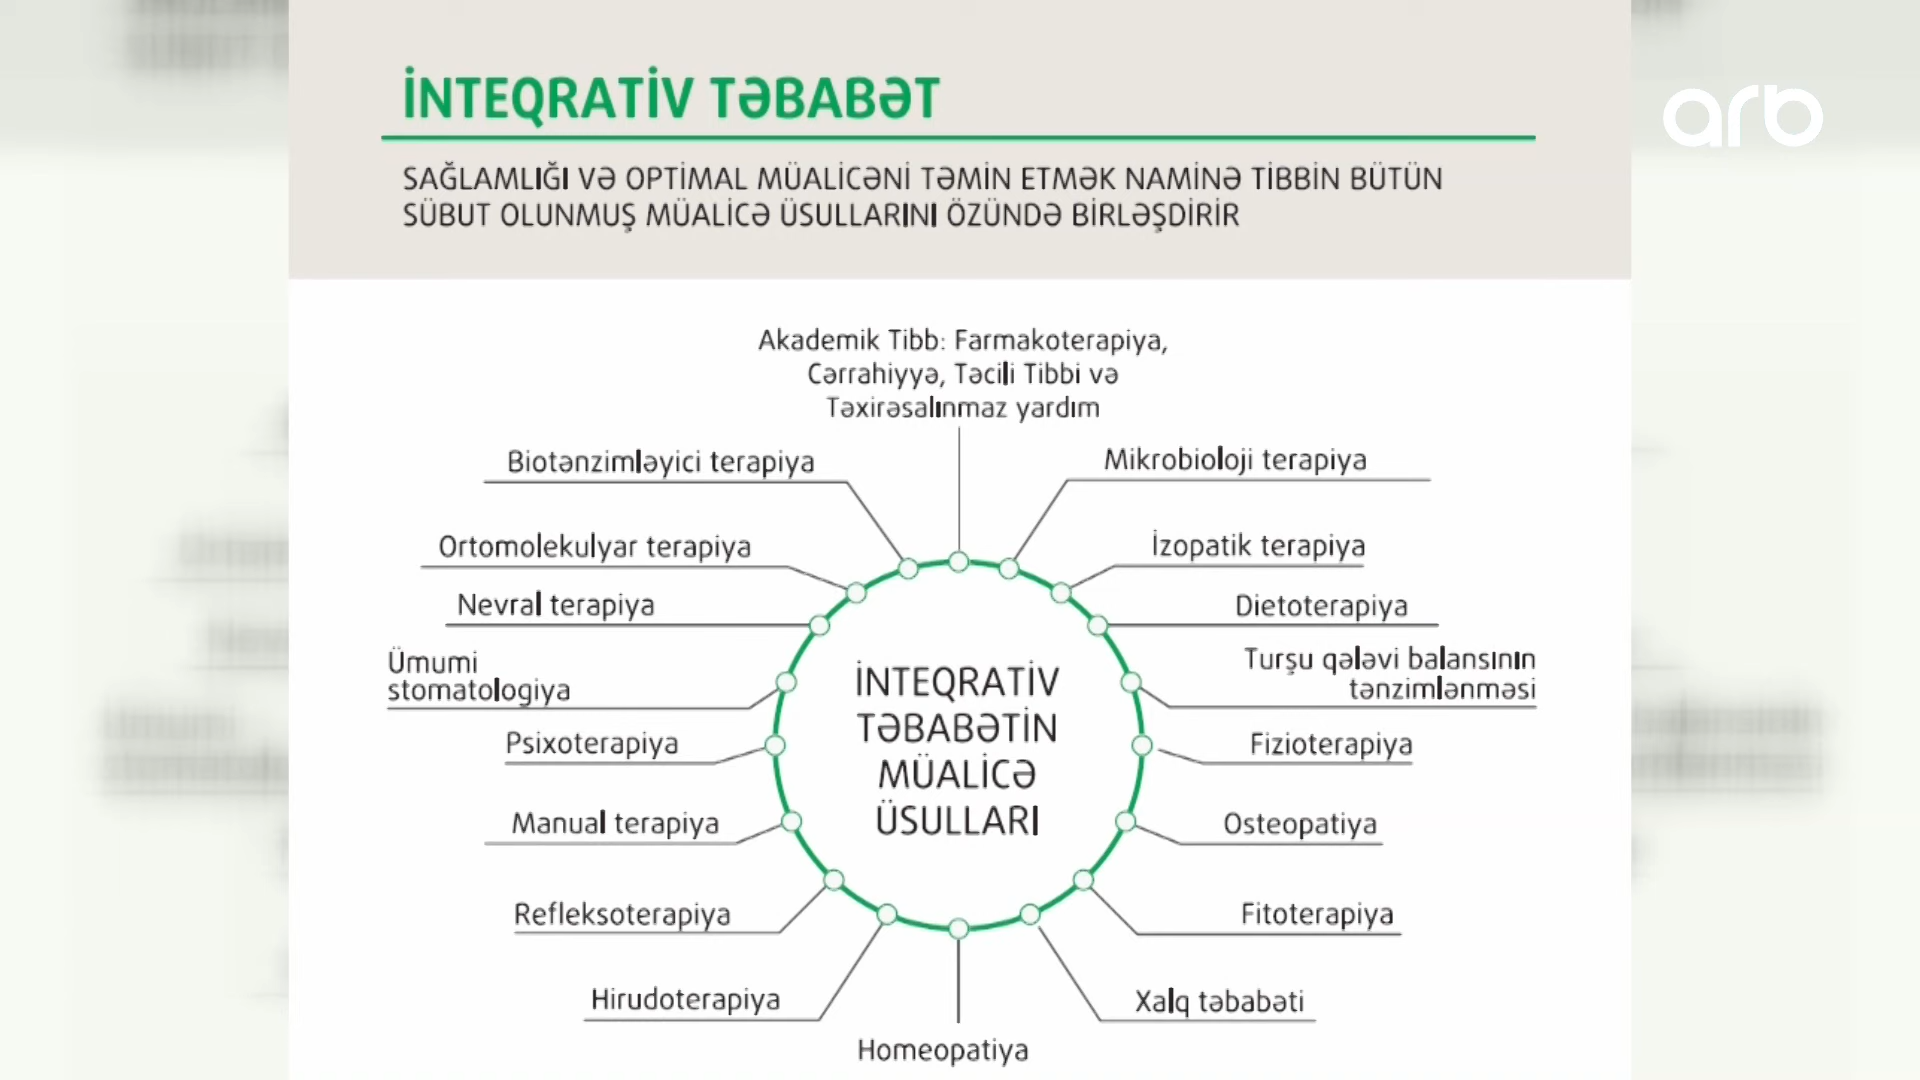 İNTEQRATİV TƏBABƏT
arb
SAĞLAMLIĞI VƏ OPTİMAL MÜALİCƏNİ TƏMİN ETMƏK NAMİNƏ TİBBİN BÜTÜN
SÜBUT OLUNMUŞ MÜALİCƏ ÜSULLARINI ÖZÜNDƏ BİRLƏŞDİRİR
Akademik Tibb: Farmakoterapiya,
Cərrahiyyə, Təcili Tibbi və
Təxirəsalınmaz yardım
Biotənzimləyici terapiya
Mikrobioloji terapiya
Ortomolekulyar terapiya
İzopatik terapiya
Nevral terapiya
Dietoterapiya
Ümumi
stomatologiya
Turşu qələvi balansının
tənzimlənməsi
İNTEQRATİV
TƏBABƏTİN
MÜALİCƏ
ÜSULLARI
Psixoterapiya
Fizioterapiya
Manual terapiya
Osteopatiya
Refleksoterapiya
Fitoterapiya
Hirudoterapiya
Xalq təbabəti
Homeopatiya